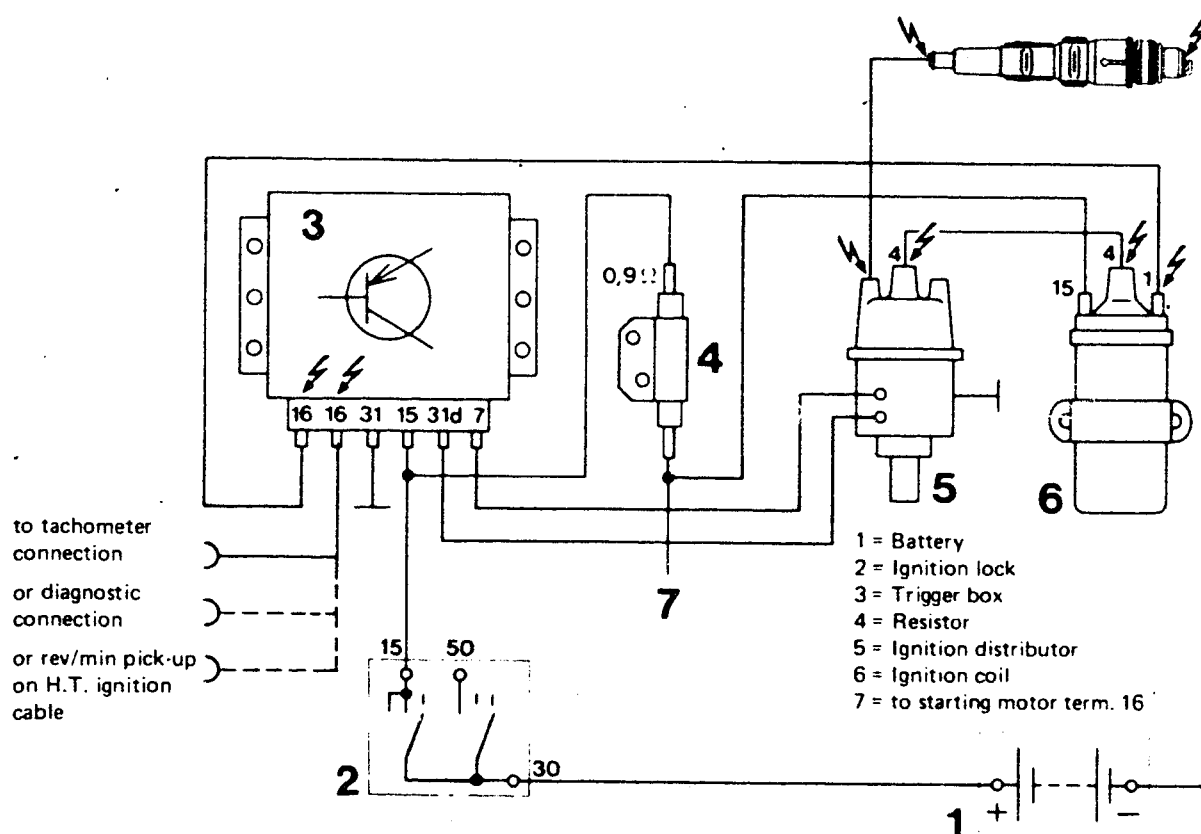 3
0,9Ω
4
4
4
1
15
16 16 31 15 31d 7
5
6
to tachometer
connection
or diagnostic
connection
or rev/min pick-up
on H.T. ignition
cable
7
1 = Battery
2 = Ignition lock
3 = Trigger box
4 = Resistor
5 = Ignition distributor
6 = Ignition coil
7 = to starting motor term. 16
15
50
2
30
1
+
−